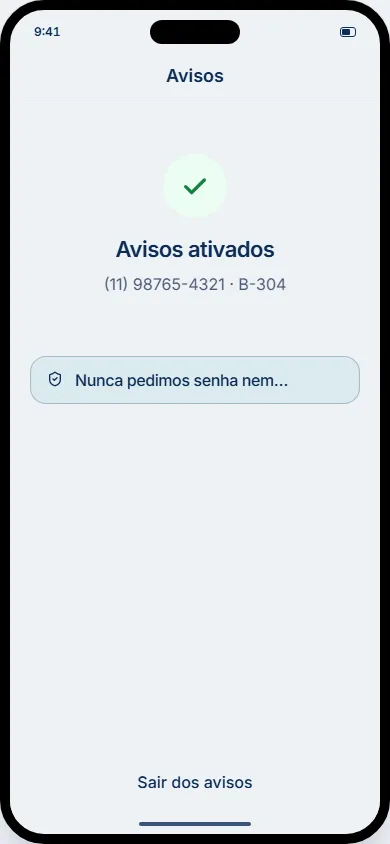 9:41
Avisos
Avisos ativados
(11) 98765-4321 · B-304
Nunca pedimos senha nem...
Sair dos avisos